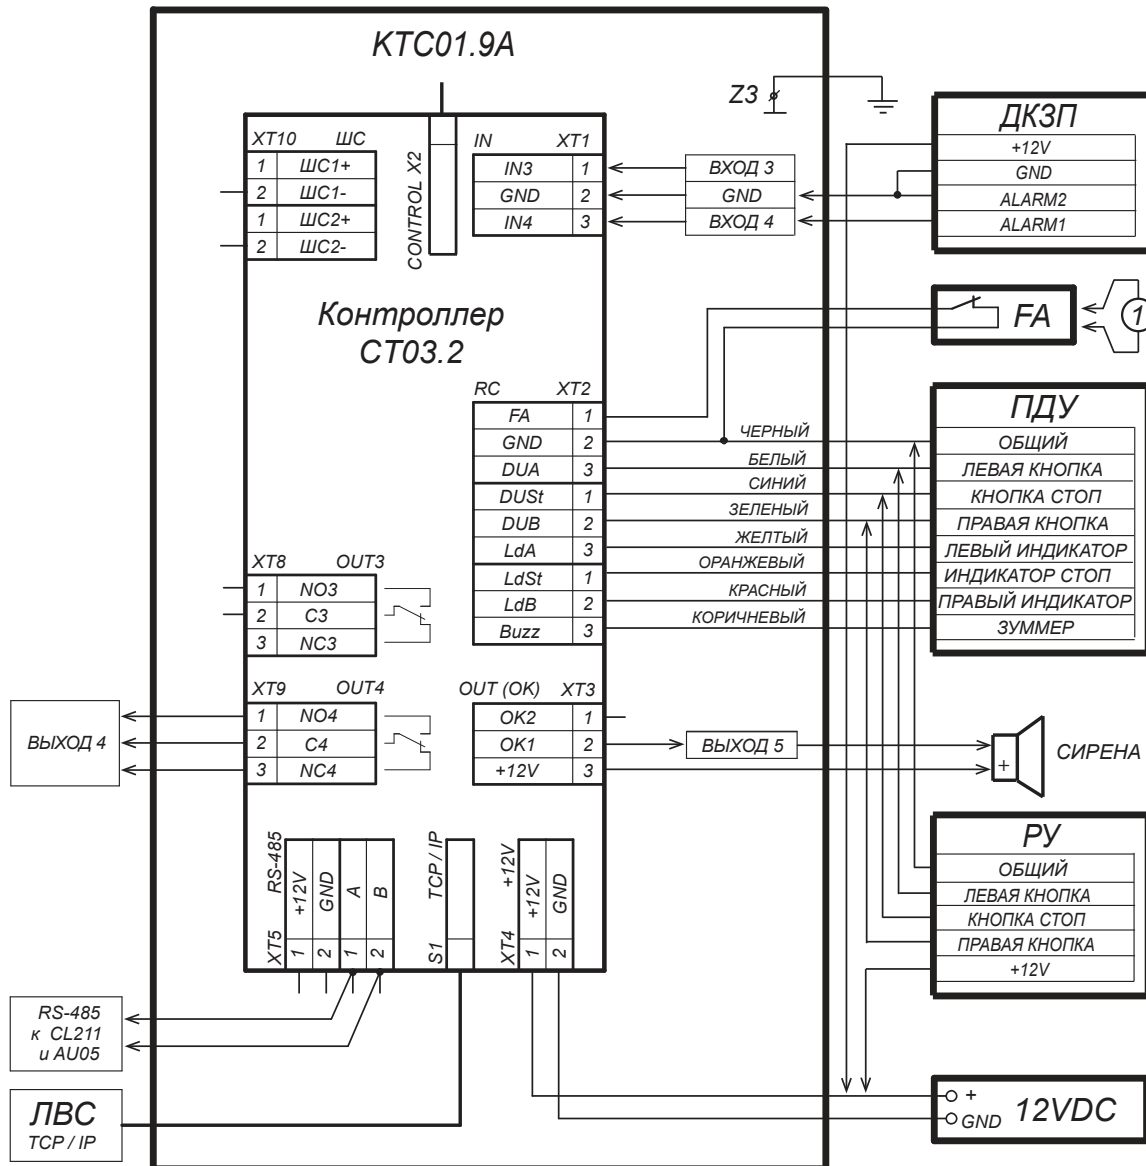 КТС01.9А
Z3
Контроллер
СТ03.2
CONTROL X2
XT10 ШС
1 ШС1+
2 ШС1-
1 ШС2+
2 ШС2-
IN XT1
IN3 1
GND 2
IN4 3
ВХОД 3
GND
ВХОД 4
ДКЗП
+12V
GND
ALARM2
ALARM1
FA
1
RC XT2
FA 1
GND 2
DUA 3
DUSt 1
DUB 2
LdA 3
LdSt 1
LdB 2
Buzz 3
ЧЕРНЫЙ
БЕЛЫЙ
СИНИЙ
ЗЕЛЕНЫЙ
ЖЕЛТЫЙ
ОРАНЖЕВЫЙ
КРАСНЫЙ
КОРИЧНЕВЫЙ
ПДУ
ОБЩИЙ
ЛЕВАЯ КНОПКА
КНОПКА СТОП
ПРАВАЯ КНОПКА
ЛЕВЫЙ ИНДИКАТОР
ИНДИКАТОР СТОП
ПРАВЫЙ ИНДИКАТОР
ЗУММЕР
XT8 OUT3
1 NO3
2 C3
3 NC3
XT9 OUT4
1 NO4
2 C4
3 NC4
ВЫХОД 4
OUT (OK) XT3
OK2 1
OK1 2
+12V 3
ВЫХОД 5
+
СИРЕНА
РУ
ОБЩИЙ
ЛЕВАЯ КНОПКА
КНОПКА СТОП
ПРАВАЯ КНОПКА
+12V
XT5 RS-485
1 +12V
2 GND
1 A
2 B
S1 TCP / IP
XT4 +12V
1 +12V
2 GND
RS-485
к CL211
и AU05
ЛВС
TCP / IP
+
GND
12VDC